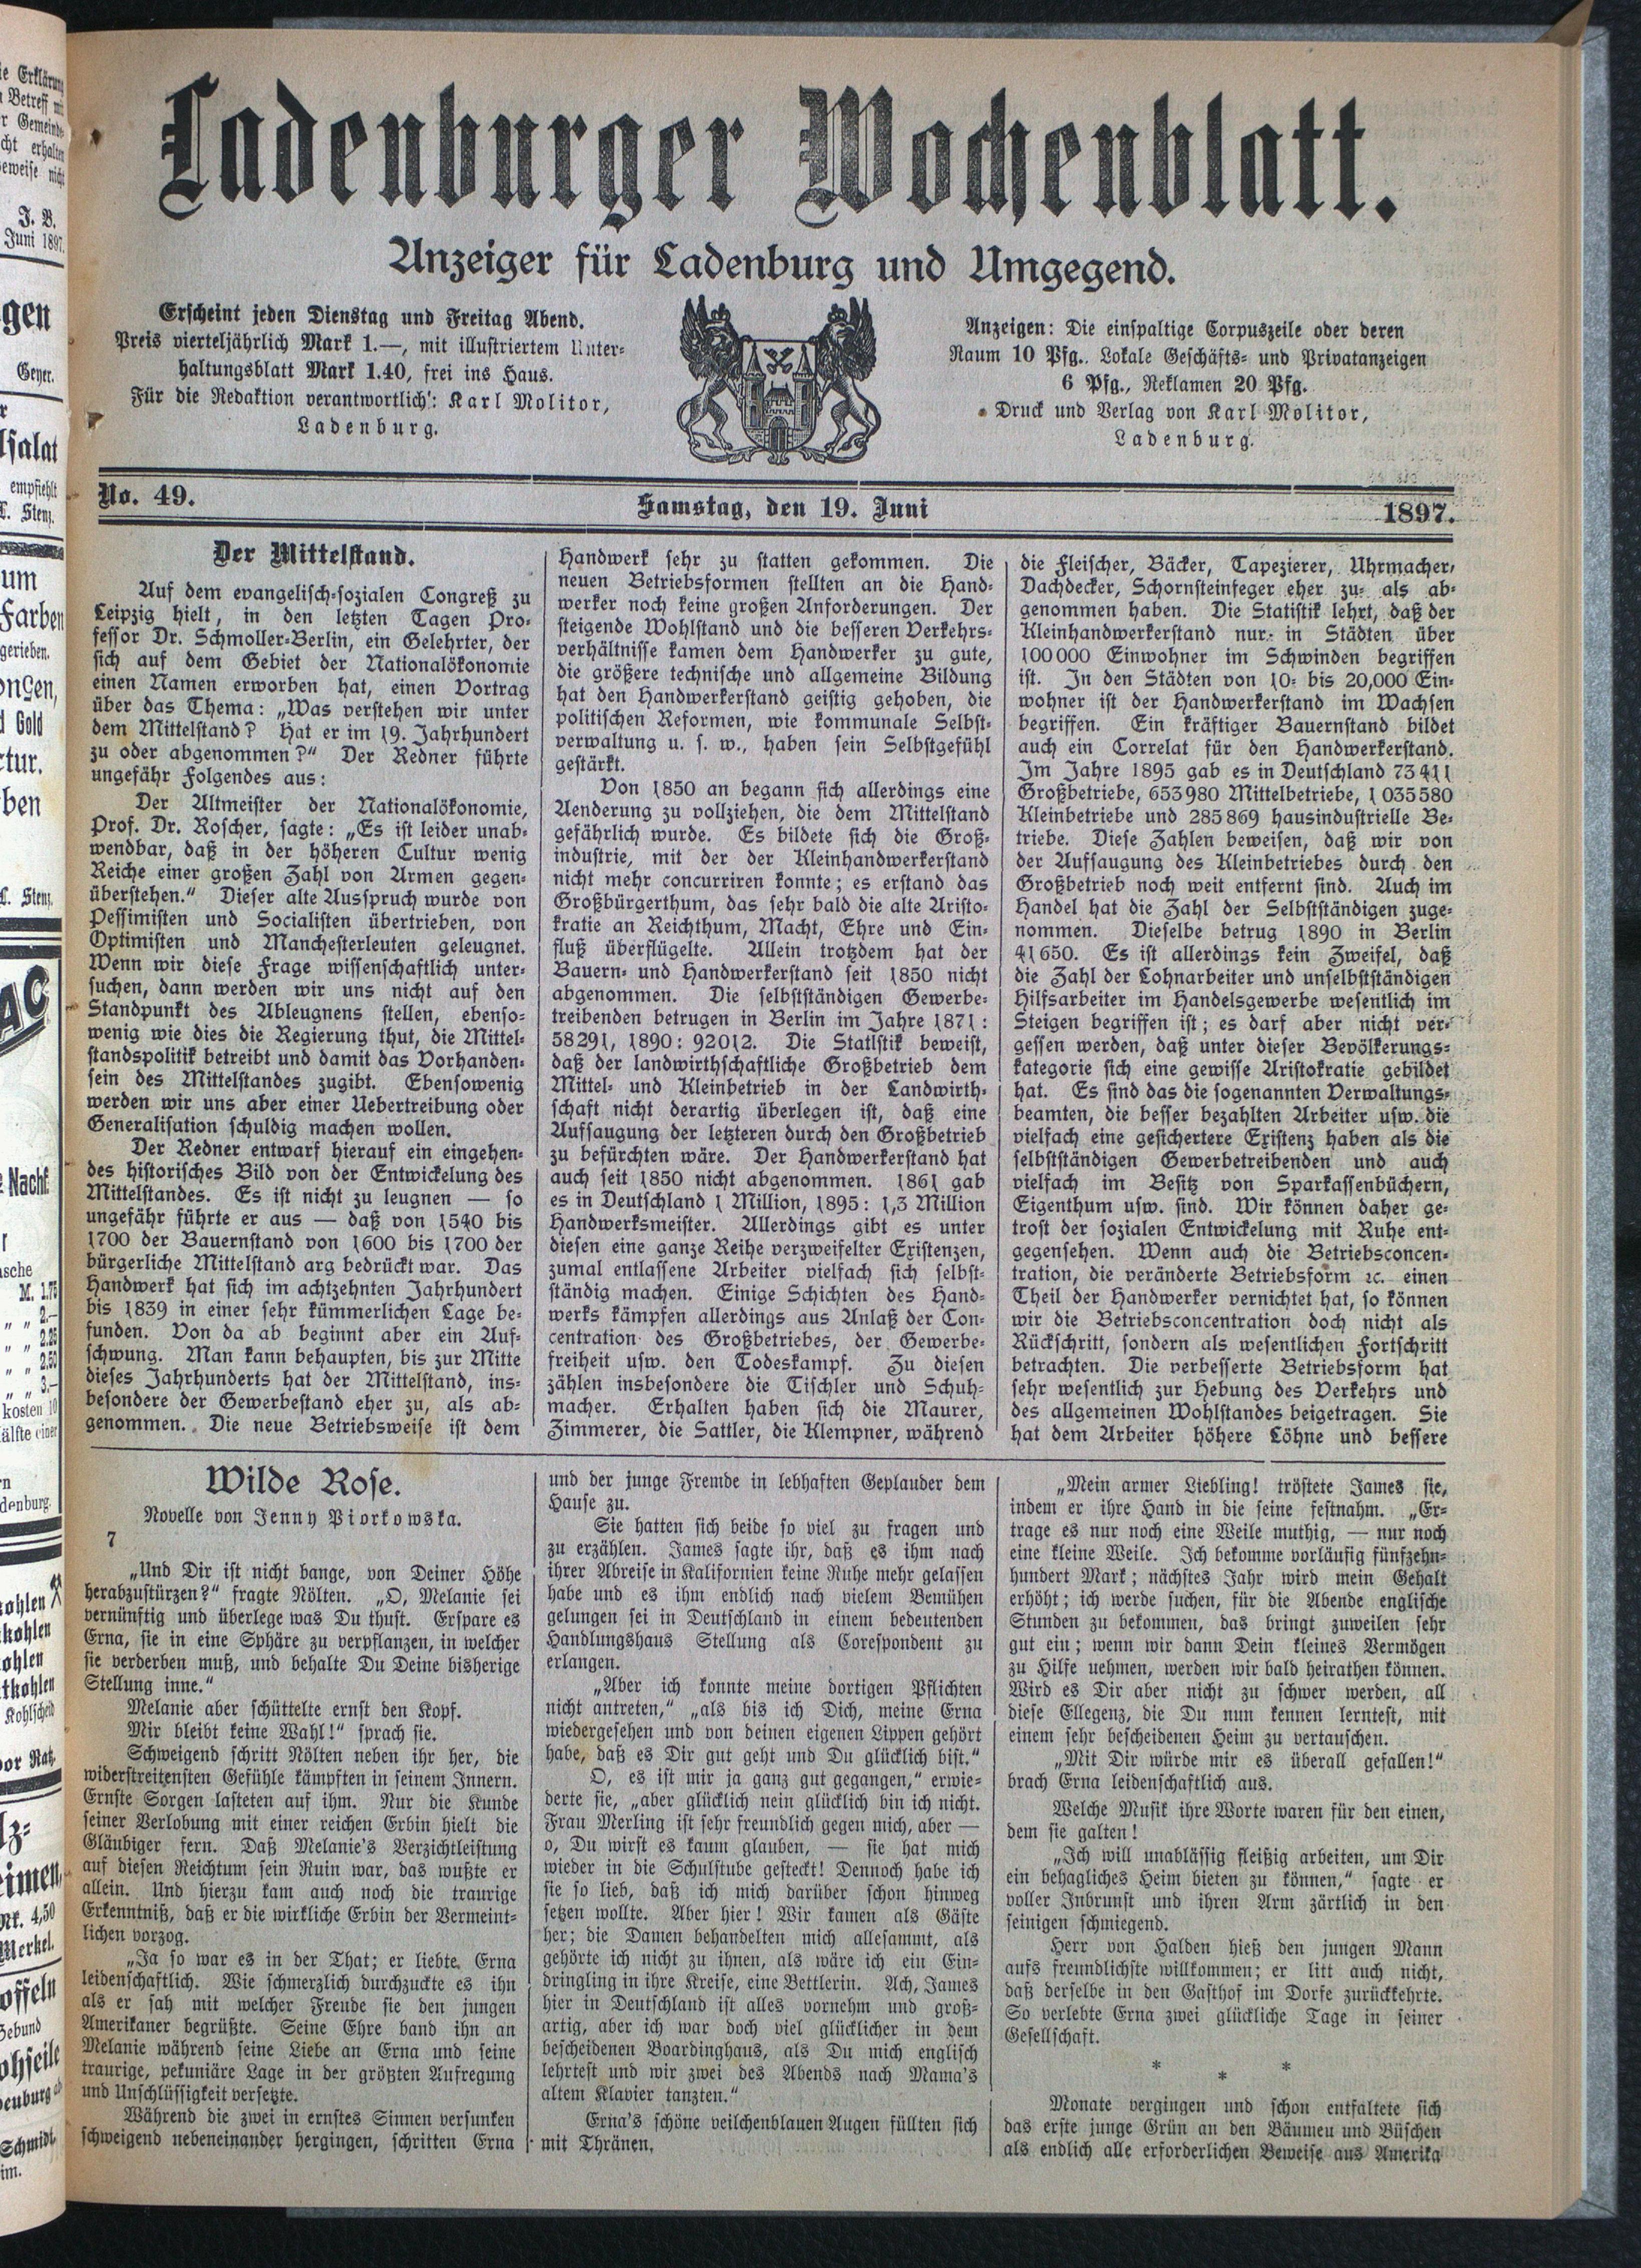 Ladenburger Wochenblatt.
Anzeiger für Ladenburg und Umgegend.
Erscheint jeden Dienstag und Freitag Abend.
Preis vierteljährlich Mark 1.—, mit illustriertem Unter-
haltungsblatt Mark 1.40, frei ins Haus.
Für die Redaktion verantwortlich: Karl Molitor,
Ladenburg.
Anzeigen: Die einspaltige Corpuszeile oder deren
Raum 10 Pfg., Lokale Geschäfts- und Privatanzeigen
6 Pfg., Reklamen 20 Pfg.
Druck und Verlag von Karl Molitor,
Ladenburg.
No. 49.
Samstag, den 19. Juni
1897.
Der Mittelstand.
Auf dem evangelisch-sozialen Congreß zu
Leipzig hielt, in den letzten Tagen Pro-
fessor Dr. Schmoller-Berlin, ein Gelehrter, der
sich auf dem Gebiet der Nationalökonomie
einen Namen erworben hat, einen Vortrag
über das Thema: „Was verstehen wir unter
dem Mittelstand? Hat er im 19. Jahrhundert
zu oder abgenommen?“ Der Redner führte
ungefähr Folgendes aus:
Der Altmeister der Nationalökonomie,
Prof. Dr. Roscher, sagte: „Es ist leider unab-
wendbar, daß in der höheren Cultur wenig
Reiche einer großen Zahl von Armen gegen-
überstehen.“ Dieser alte Ausspruch wurde von
Pessimisten und Socialisten übertrieben, von
Optimisten und Manchesterleuten geleugnet.
Wenn wir diese Frage wissenschaftlich unter-
suchen, dann werden wir uns nicht auf den
Standpunkt des Ableugnens stellen, ebenso-
wenig wie dies die Regierung thut, die Mittel-
standspolitik betreibt und damit das Vorhanden-
sein des Mittelstandes zugibt. Ebensowenig
werden wir uns aber einer Uebertreibung oder
Generalisation schuldig machen wollen.
Der Redner entwarf hierauf ein eingehen-
des historisches Bild von der Entwickelung des
Mittelstandes. Es ist nicht zu leugnen — so
ungefähr führte er aus — daß von 1540 bis
1700 der Bauernstand von 1600 bis 1700 der
bürgerliche Mittelstand arg bedrückt war. Das
Handwerk hat sich im achtzehnten Jahrhundert
bis 1839 in einer sehr kümmerlichen Lage be-
funden. Von da ab beginnt aber ein Auf-
schwung. Man kann behaupten, bis zur Mitte
dieses Jahrhunderts hat der Mittelstand, ins-
besondere der Gewerbestand eher zu, als ab-
genommen. Die neue Betriebsweise ist dem
Handwerk sehr zu statten gekommen. Die
neuen Betriebsformen stellten an die Hand-
werker noch keine großen Anforderungen. Der
steigende Wohlstand und die besseren Verkehrs-
verhältnisse kamen dem Handwerker zu gute,
die größere technische und allgemeine Bildung
hat den Handwerkerstand geistig gehoben, die
politischen Reformen, wie kommunale Selbst-
verwaltung u. s. w., haben sein Selbstgefühl
gestärkt.
Von 1850 an begann sich allerdings eine
Aenderung zu vollziehen, die dem Mittelstand
gefährlich wurde. Es bildete sich die Groß-
industrie, mit der der Kleinhandwerkerstand
nicht mehr concurriren konnte; es erstand das
Großbürgerthum, das sehr bald die alte Aristo-
kratie an Reichthum, Macht, Ehre und Ein-
fluß überflügelte. Allein trotzdem hat der
Bauern- und Handwerkerstand seit 1850 nicht
abgenommen. Die selbstständigen Gewerbe-
treibenden betrugen in Berlin im Jahre 1871:
58291, 1890: 92012. Die Statlstik beweist,
daß der landwirthschaftliche Großbetrieb dem
Mittel- und Kleinbetrieb in der Landwirth-
schaft nicht derartig überlegen ist, daß eine
Aufsaugung der letzteren durch den Großbetrieb
zu befürchten wäre. Der Handwerkerstand hat
auch seit 1850 nicht abgenommen. 1861 gab
es in Deutschland 1 Million, 1895: 1,3 Million
Handwerksmeister. Allerdings gibt es unter
diesen eine ganze Reihe verzweifelter Existenzen,
zumal entlassene Arbeiter vielfach sich selbst-
ständig machen. Einige Schichten des Hand-
werks kämpfen allerdings aus Anlaß der Con-
centration des Großbetriebes, der Gewerbe-
freiheit usw. den Todeskampf. Zu diesen
zählen insbesondere die Tischler und Schuh-
macher. Erhalten haben sich die Maurer,
Zimmerer, die Sattler, die Klempner, während
die Fleischer, Bäcker, Tapezierer, Uhrmacher,
Dachdecker, Schornsteinfeger eher zu- als ab-
genommen haben. Die Statistik lehrt, daß der
Kleinhandwerkerstand nur in Städten über
100000 Einwohner im Schwinden begriffen
ist. In den Städten von 10- bis 20,000 Ein-
wohner ist der Handwerkerstand im Wachsen
begriffen. Ein kräftiger Bauernstand bildet
auch ein Correlat für den Handwerkerstand.
Im Jahre 1895 gab es in Deutschland 73411
Großbetriebe, 653980 Mittelbetriebe, 1035580
Kleinbetriebe und 285869 hausindustrielle Be-
triebe. Diese Zahlen beweisen, daß wir von
der Aufsaugung des Kleinbetriebes durch den
Großbetrieb noch weit entfernt sind. Auch im
Handel hat die Zahl der Selbstständigen zuge-
nommen. Dieselbe betrug 1890 in Berlin
41650. Es ist allerdings kein Zweifel, daß
die Zahl der Lohnarbeiter und unselbstständigen
Hilfsarbeiter im Handelsgewerbe wesentlich im
Steigen begriffen ist; es darf aber nicht ver-
gessen werden, daß unter dieser Bevölkerungs-
kategorie sich eine gewisse Aristokratie gebildet
hat. Es sind das die sogenannten Verwaltungs-
beamten, die besser bezahlten Arbeiter usw. die
vielfach eine gesichertere Existenz haben als die
selbstständigen Gewerbetreibenden und auch
vielfach im Besitz von Sparkassenbüchern,
Eigenthum usw. sind. Wir können daher ge-
trost der sozialen Entwickelung mit Ruhe ent-
gegensehen. Wenn auch die Betriebsconcen-
tration, die veränderte Betriebsform ⁊c. einen
Theil der Handwerker vernichtet hat, so können
wir die Betriebsconcentration doch nicht als
Rückschritt, sondern als wesentlichen Fortschritt
betrachten. Die verbesserte Betriebsform hat
sehr wesentlich zur Hebung des Verkehrs und
des allgemeinen Wohlstandes beigetragen. Sie
hat dem Arbeiter höhere Löhne und bessere
Wilde Rose.
Novelle von Jenny Piorkowska.
7
„Und Dir ist nicht bange, von Deiner Höhe
herabzustürzen?“ fragte Nölten. „O, Melanie sei
vernünftig und überlege was Du thust. Erspare es
Erna, sie in eine Sphäre zu verpflanzen, in welcher
sie verderben muß, und behalte Du Deine bisherige
Stellung inne.“
Melanie aber schüttelte ernst den Kopf.
Mir bleibt keine Wahl!“ sprach sie.
Schweigend schritt Nölten neben ihr her, die
widerstreitensten Gefühle kämpften in seinem Innern.
Ernste Sorgen lasteten auf ihm. Nur die Kunde
seiner Verlobung mit einer reichen Erbin hielt die
Gläubiger fern. Daß Melanie's Verzichtleistung
auf diesen Reichtum sein Ruin war, das wußte er
allein. Und hierzu kam auch noch die traurige
Erkenntniß, daß er die wirkliche Erbin der Vermeint-
lichen vorzog.
„Ja so war es in der That; er liebte Erna
leidenschaftlich. Wie schmerzlich durchzuckte es ihn
als er sah mit welcher Freude sie den jungen
Amerikaner begrüßte. Seine Ehre band ihn an
Melanie während seine Liebe an Erna und seine
traurige, pekuniäre Lage in der größten Aufregung
und Unschlüssigkeit versetzte.
Während die zwei in ernstes Sinnen versunken
schweigend nebeneinander hergingen, schritten Erna
und der junge Fremde in lebhaften Geplauder dem
Hause zu.
Sie hatten sich beide so viel zu fragen und
zu erzählen. James sagte ihr, daß es ihm nach
ihrer Abreise in Kalifornien keine Ruhe mehr gelassen
habe und es ihm endlich nach vielem Bemühen
gelungen sei in Deutschland in einem bedeutenden
Handlungshaus Stellung als Corespondent zu
erlangen.
„Aber ich konnte meine dortigen Pflichten
nicht antreten,“ „als bis ich Dich, meine Erna
wiedergesehen und von deinen eigenen Lippen gehört
habe, daß es Dir gut geht und Du glücklich bist.“
O, es ist mir ja ganz gut gegangen,“ erwie-
derte sie, „aber glücklich nein glücklich bin ich nicht.
Frau Merling ist sehr freundlich gegen mich, aber —
o, Du wirst es kaum glauben, — sie hat mich
wieder in die Schulstube gesteckt! Dennoch habe ich
sie so lieb, daß ich mich darüber schon hinweg
setzen wollte. Aber hier! Wir kamen als Gäste
her; die Damen behandelten mich allesammt, als
gehörte ich nicht zu ihnen, als wäre ich ein Ein-
dringling in ihre Kreise, eine Bettlerin. Ach, James
hier in Deutschland ist alles vornehm und groß-
artig, aber ich war doch viel glücklicher in dem
bescheidenen Boardinghaus, als Du mich englisch
lehrtest und wir zwei des Abends nach Mama's
altem Klavier tanzten.“
Erna's schöne veilchenblauen Augen füllten sich
mit Thränen.
„Mein armer Liebling! tröstete James sie,
indem er ihre Hand in die seine festnahm. „Er-
trage es nur noch eine Weile muthig, — nur noch
eine kleine Weile. Ich bekomme vorläufig fünfzehn-
hundert Mark; nächstes Jahr wird mein Gehalt
erhöht; ich werde suchen, für die Abende englische
Stunden zu bekommen, das bringt zuweilen sehr
gut ein; wenn wir dann Dein kleines Vermögen
zu Hilfe uehmen, werden wir bald heirathen können.
Wird es Dir aber nicht zu schwer werden, all
diese Ellegenz, die Du nun kennen lerntest, mit
einem sehr bescheidenen Heim zu vertauschen.
„Mit Dir würde mir es überall gefallen!“
brach Erna leidenschaftlich aus.
Welche Musik ihre Worte waren für den einen,
dem sie galten!
„Ich will unablässig fleißig arbeiten, um Dir
ein behagliches Heim bieten zu können,“ sagte er
voller Inbrunst und ihren Arm zärtlich in den
seinigen schmiegend.
Herr von Halden hieß den jungen Mann
aufs freundlichste willkommen; er litt auch nicht,
daß derselbe in den Gasthof im Dorfe zurückkehrte.
So verlebte Erna zwei glückliche Tage in seiner
Gesellschaft.
* * *
Monate vergingen und schon entfaltete sich
das erste junge Grün an den Bäumeu und Büschen
als endlich alle erforderlichen Beweise aus Amerika